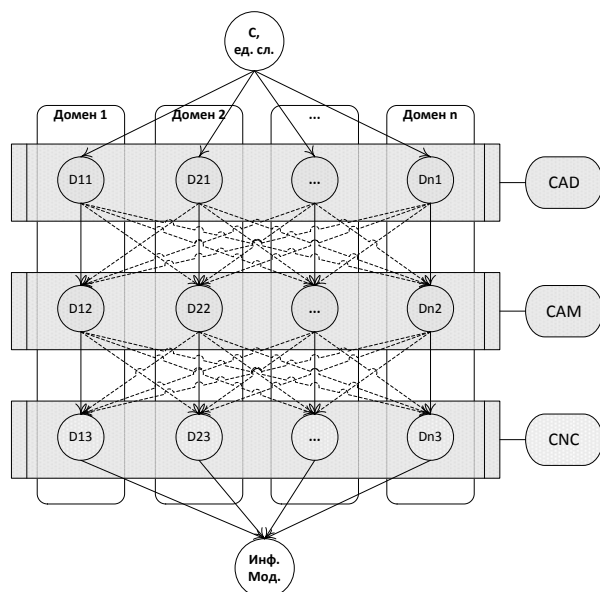 С,
ед. сл.
Домен 1
Домен 2
...
Домен n
D11
D21
...
Dn1
CAD
D12
D22
...
Dn2
CAM
D13
D23
...
Dn3
CNC
Инф.
Мод.